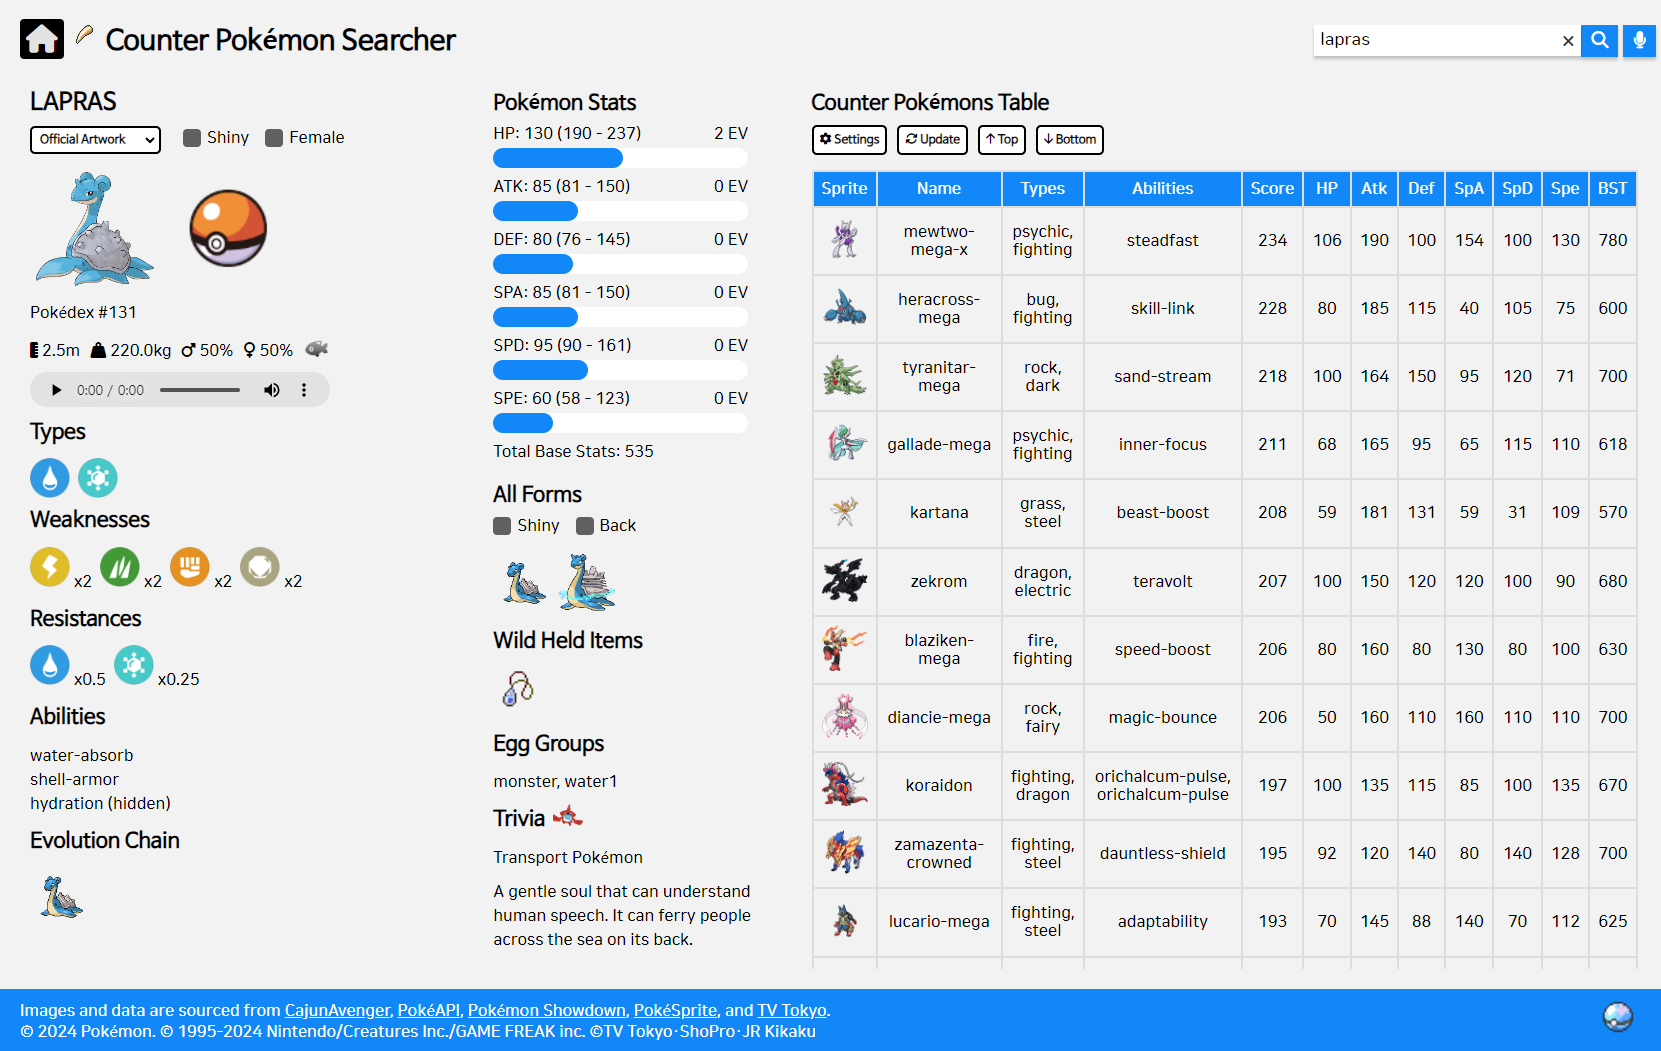 Counter Pokémon Searcher
lapras
LAPRAS
Official Artwork
Shiny
Female
Pokédex #131
2.5m 220.0kg ♂ 50% ♀ 50%
0:00 / 0:00
Types
Weaknesses
x2 x2 x2 x2
Resistances
x0.5 x0.25
Abilities
water-absorb
shell-armor
hydration (hidden)
Evolution Chain
Pokémon Stats
HP: 130 (190 - 237) 2 EV
ATK: 85 (81 - 150) 0 EV
DEF: 80 (76 - 145) 0 EV
SPA: 85 (81 - 150) 0 EV
SPD: 95 (90 - 161) 0 EV
SPE: 60 (58 - 123) 0 EV
Total Base Stats: 535
All Forms
Shiny Back
Wild Held Items
Egg Groups
monster, water1
Trivia
Transport Pokémon
A gentle soul that can understand
human speech. It can ferry people
across the sea on its back.
Counter Pokémons Table
Settings Update Top Bottom
Sprite Name Types Abilities Score HP Atk Def SpA SpD Spe BST
mewtwo-mega-x psychic, fighting steadfast 234 106 190 100 154 100 130 780
heracross-mega bug, fighting skill-link 228 80 185 115 40 105 75 600
tyranitar-mega rock, dark sand-stream 218 100 164 150 95 120 71 700
gallade-mega psychic, fighting inner-focus 211 68 165 95 65 115 110 618
kartana grass, steel beast-boost 208 59 181 131 59 31 109 570
zekrom dragon, electric teravolt 207 100 150 120 120 100 90 680
blaziken-mega fire, fighting speed-boost 206 80 160 80 130 80 100 630
diancie-mega rock, fairy magic-bounce 206 50 160 110 160 110 110 700
koraidon fighting, dragon orichalcum-pulse, orichalcum-pulse 197 100 135 115 85 100 135 670
zamazenta-crowned fighting, steel dauntless-shield 195 92 120 140 80 140 128 700
lucario-mega fighting, steel adaptability 193 70 145 88 140 70 112 625
Images and data are sourced from CajunAvenger, PokéAPI, Pokémon Showdown, PokéSprite, and TV Tokyo.
© 2024 Pokémon. © 1995-2024 Nintendo/Creatures Inc./GAME FREAK inc. ©TV Tokyo·ShoPro·JR Kikaku